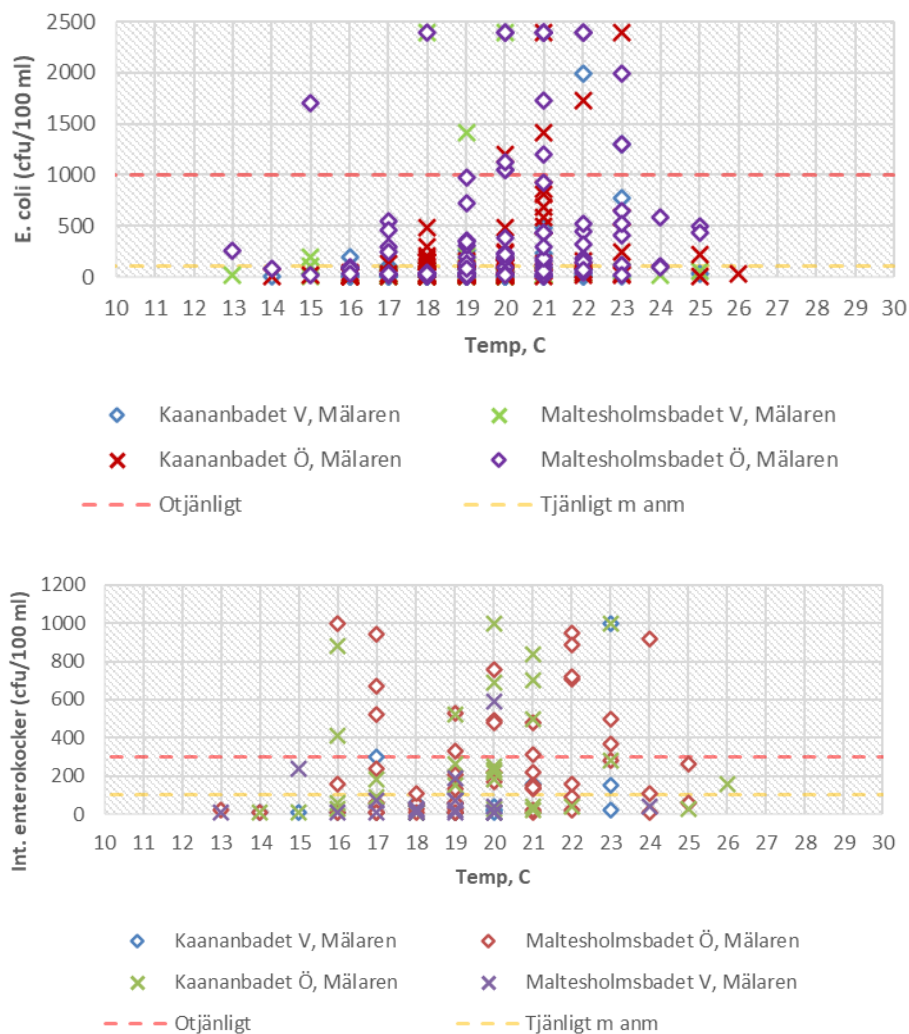 2500
2000
1500
1000
500
0
E. coli (cfu/100 ml)
10 11 12 13 14 15 16 17 18 19 20 21 22 23 24 25 26 27 28 29 30
Temp, C
Kaananbadet V, Mälaren Maltesholmsbadet V, Mälaren
Kaananbadet Ö, Mälaren Maltesholmsbadet Ö, Mälaren
Otjänligt Tjänligt m anm
1200
1000
800
600
400
200
0
Int. enterokocker (cfu/100 ml)
10 11 12 13 14 15 16 17 18 19 20 21 22 23 24 25 26 27 28 29 30
Temp, C
Kaananbadet V, Mälaren Maltesholmsbadet Ö, Mälaren
Kaananbadet Ö, Mälaren Maltesholmsbadet V, Mälaren
Otjänligt Tjänligt m anm